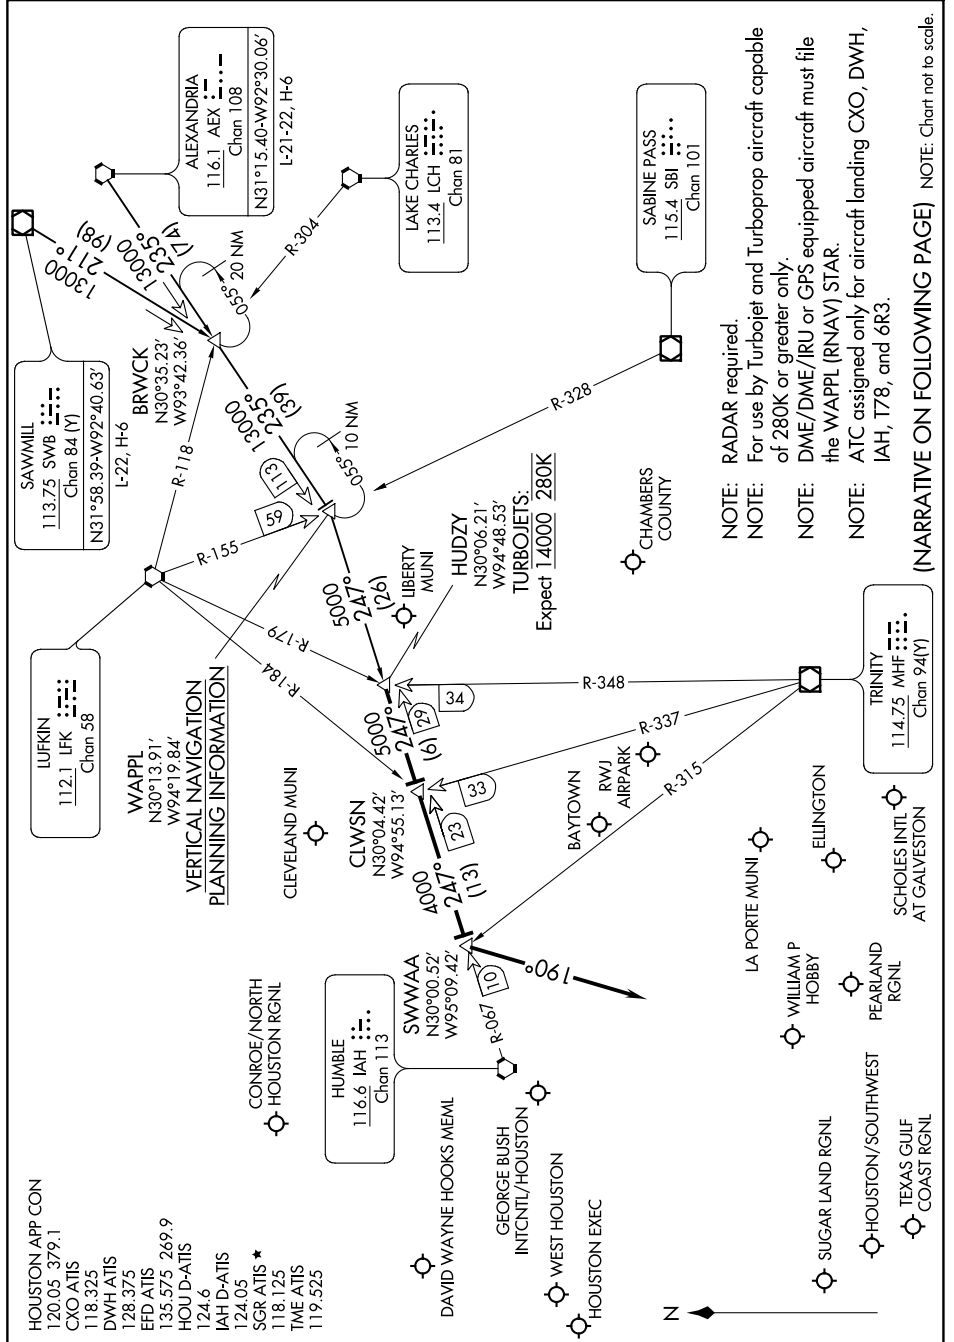 HOUSTON APP CON
120.05 379.1
CXO ATIS
118.325
DWH ATIS
128.375
EFD ATIS
135.575 269.9
HOU D-ATIS
124.6
IAH D-ATIS
124.05
SGR ATIS ★
118.125
TME ATIS
119.525
CONROE/NORTH
HOUSTON RGNL
HUMBLE
116.6 IAH
Chan 113
DAVID WAYNE HOOKS MEML
GEORGE BUSH
INTCNTL/HOUSTON
WEST HOUSTON
HOUSTON EXEC
N
SUGAR LAND RGNL
HOUSTON/SOUTHWEST
TEXAS GULF
COAST RGNL
LUFKIN
112.1 LFK
Chan 58
WAPPL
N30°13.91'
W94°19.84'
VERTICAL NAVIGATION
PLANNING INFORMATION
CLEVELAND MUNI
CLWSN
N30°04.42'
W94°55.13'
SWWAA
N30°00.52'
W95°09.42'
R-067
10
190°
4000
247°
(13)
23
33
5000
247°
(6)
29
34
5000
247°
(26)
R-184
R-179
R-155
R-118
59
113
13000
235°
(39)
055° 10 NM
055° 20 NM
BRWCK
N30°35.23'
W93°42.36'
13000
211°
(98)
13000
235°
(74)
SAWMILL
113.75 SWB
Chan 84 (Y)
N31°58.39-W92°40.63'
L-22, H-6
ALEXANDRIA
116.1 AEX
Chan 108
N31°15.40-W92°30.06'
L-21-22, H-6
R-304
LAKE CHARLES
113.4 LCH
Chan 81
SABINE PASS
115.4 SBI
Chan 101
R-328
LIBERTY
MUNI
HUDZY
N30°06.21'
W94°48.53'
TURBOJETS:
Expect 14000 280K
CHAMBERS
COUNTY
R-348
R-337
R-315
BAYTOWN
RWJ
AIRPARK
LA PORTE MUNI
ELLINGTON
WILLIAM P
HOBBY
PEARLAND
RGNL
SCHOLES INTL
AT GALVESTON
TRINITY
114.75 MHF
Chan 94(Y)
NOTE: RADAR required.
NOTE: For use by Turbojet and Turboprop aircraft capable
of 280K or greater only.
NOTE: DME/DME/IRU or GPS equipped aircraft must file
the WAPPL (RNAV) STAR.
NOTE: ATC assigned only for aircraft landing CXO, DWH,
IAH, T78, and 6R3.
(NARRATIVE ON FOLLOWING PAGE) NOTE: Chart not to scale.